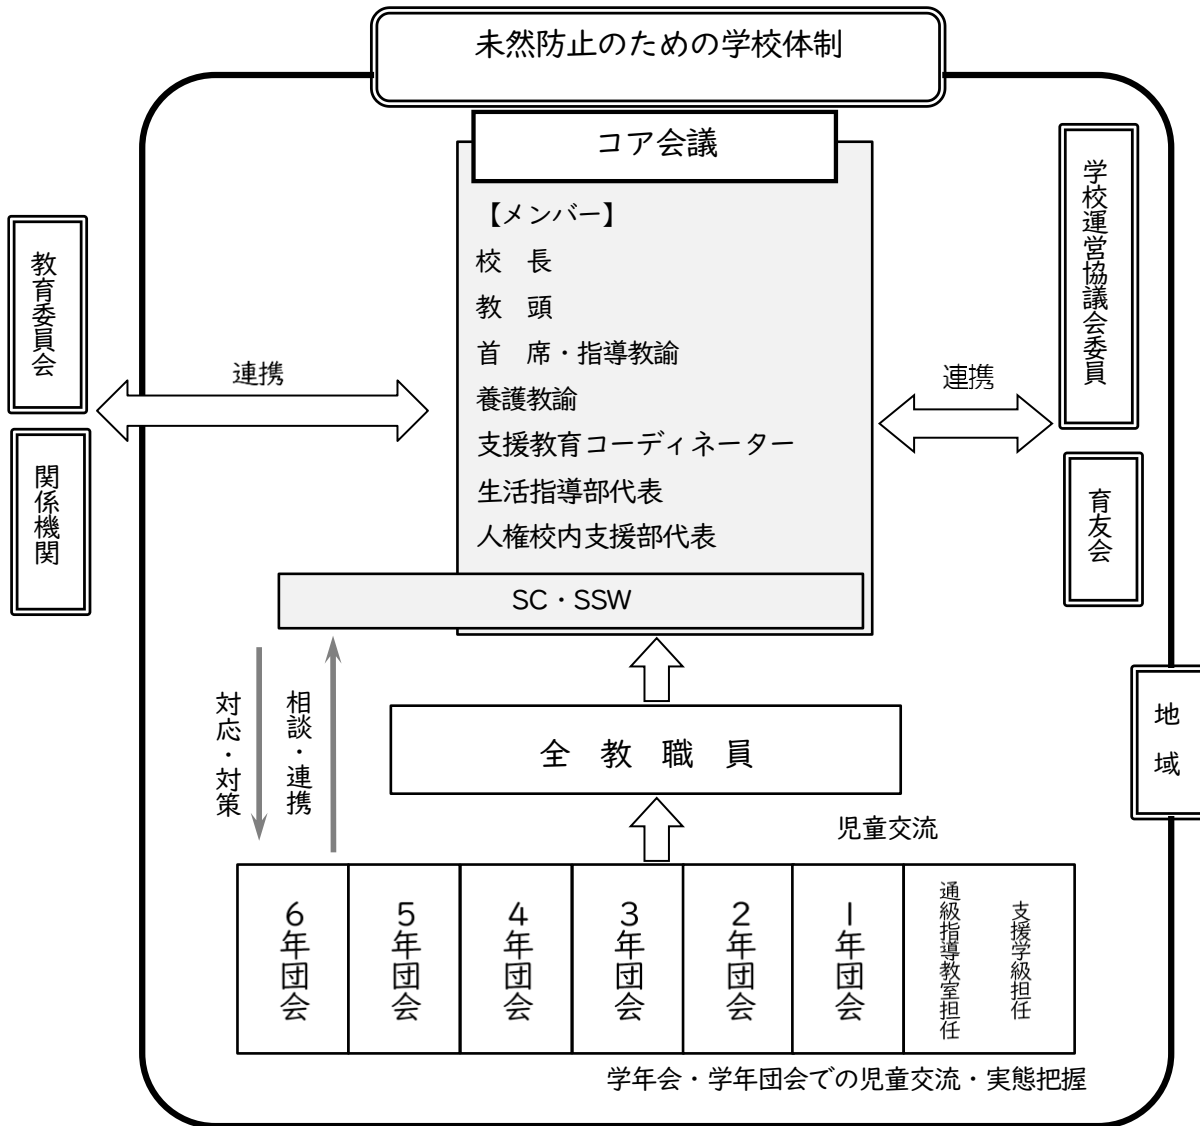 未然防止のための学校体制
コア会議
【メンバー】
校　長
教　頭
首　席・指導教諭
養護教諭
支援教育コーディネーター
生活指導部代表
人権校内支援部代表
SC・SSW
教育委員会
関係機関
連携
連携
学校運営協議会委員
育友会
地域
対応・対策
相談・連携
全　教　職　員
児童交流
6年団会
5年団会
4年団会
3年団会
2年団会
1年団会
通級指導教室担任
支援学級担任
学年会・学年団会での児童交流・実態把握